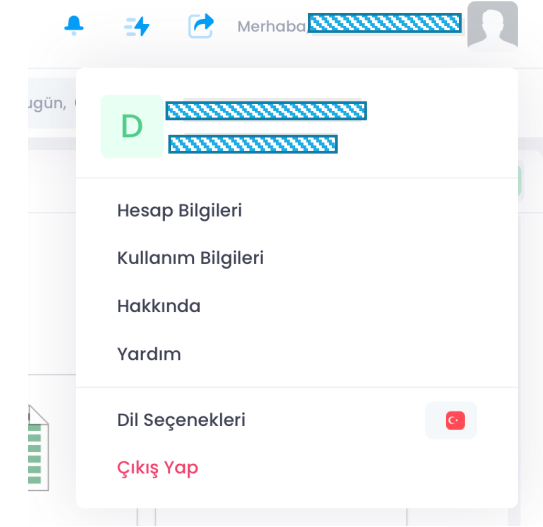 Merhaba,
ugün,
D
Hesap Bilgileri
Kullanım Bilgileri
Hakkında
Yardım
Dil Seçenekleri
Çıkış Yap